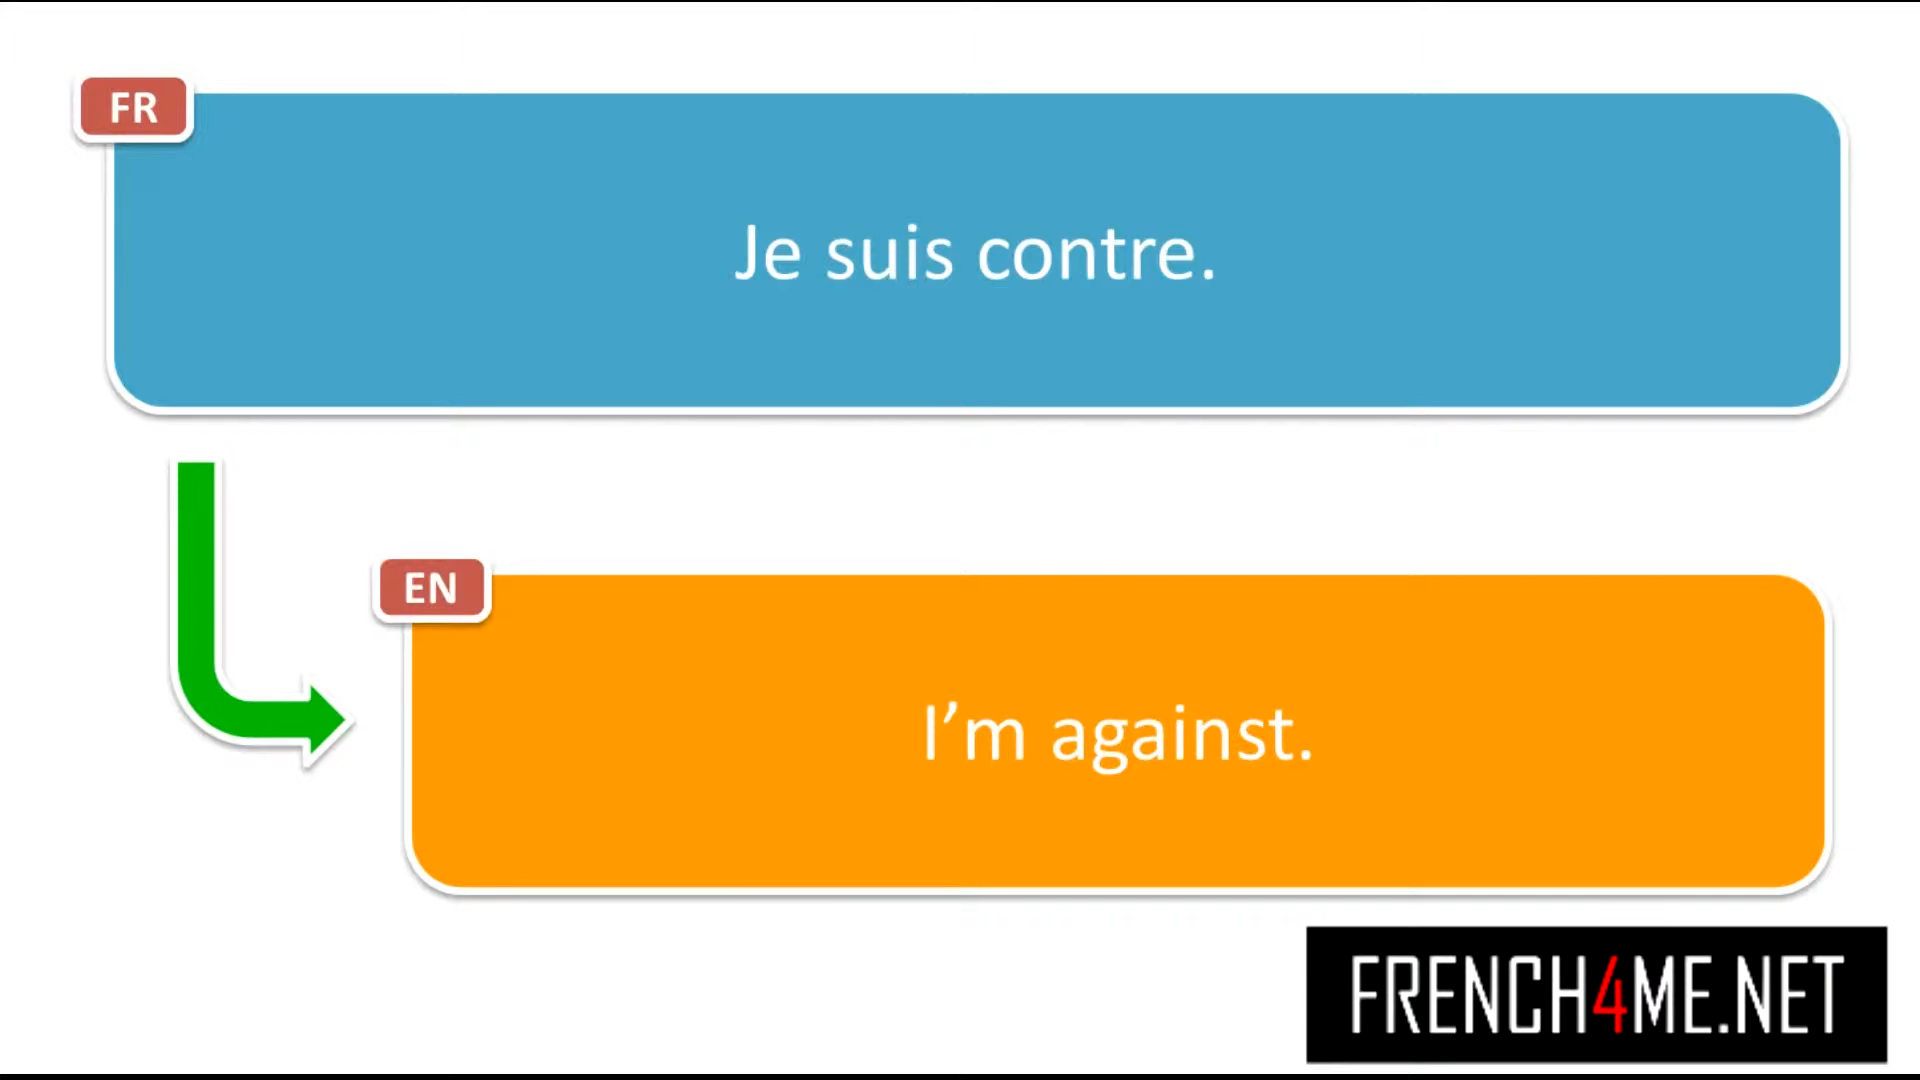 FR
Je suis contre.
EN
I’m against.
FRENCH4ME.NET